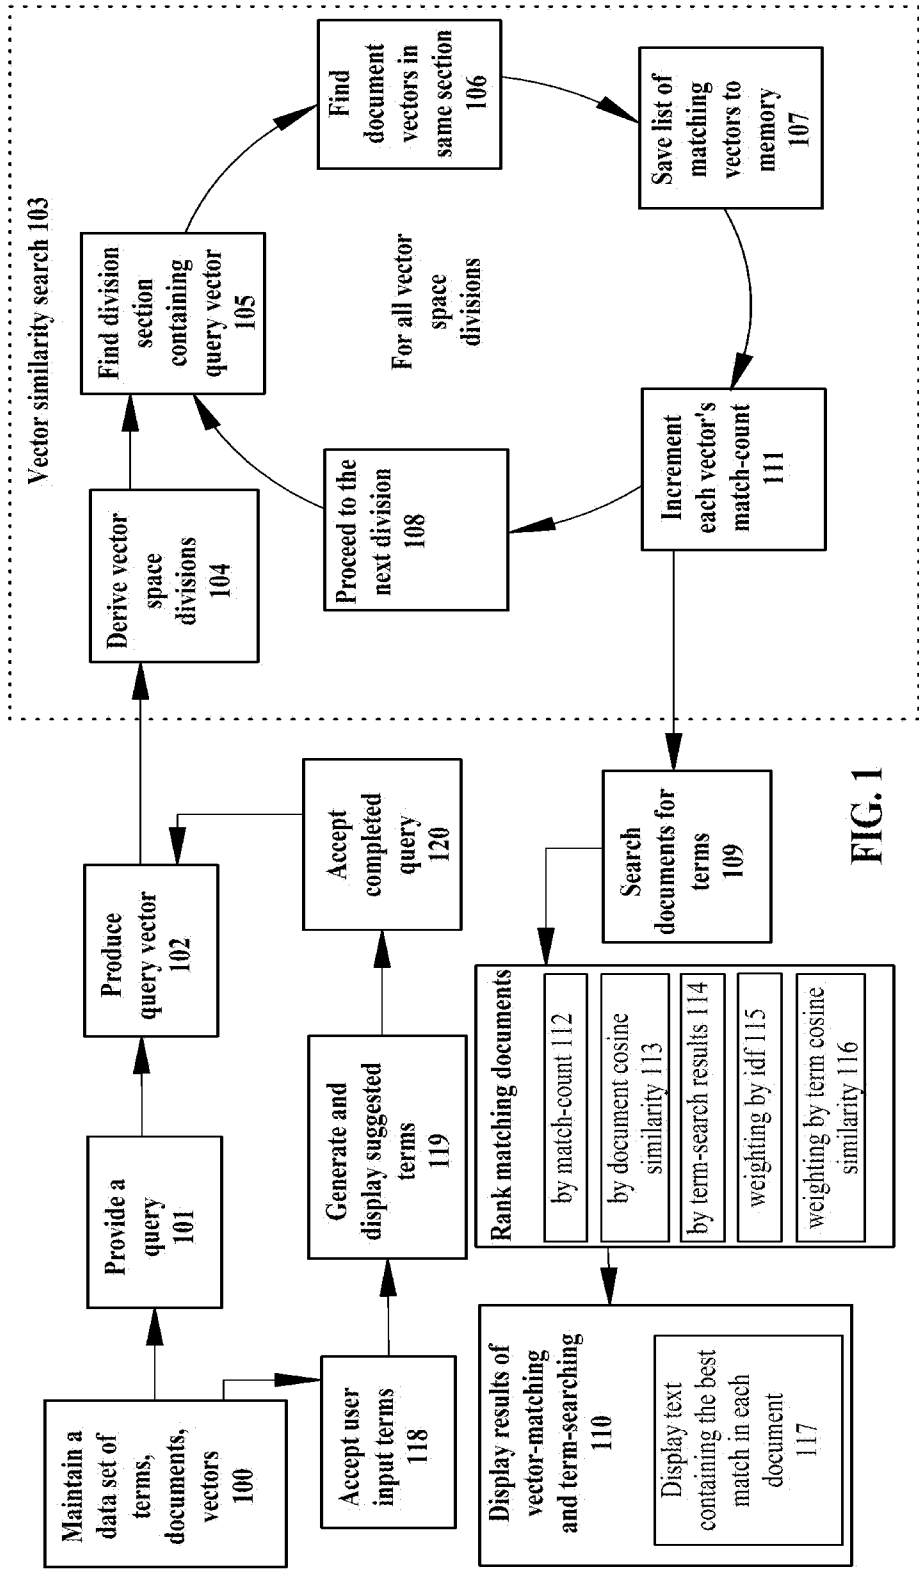 Maintain a
data set of
terms,
documents,
vectors
100
Provide a
query
101
Produce
query vector
102
Accept user
input terms
118
Generate and
display suggested
terms
119
Accept
completed
query
120
Vector similarity search 103
Derive vector
space
divisions
104
Find division
section
containing
query vector
105
Find
document
vectors in
same section
106
Save list of
matching
vectors to
memory
107
Increment
each vector's
match-count
111
Proceed to the
next division
108
For all vector
space
divisions
Search
documents for
terms
109
Rank matching documents
by match-count 112
by document cosine
similarity 113
by term-search results 114
weighting by idf 115
weighting by term cosine
similarity 116
Display results of
vector-matching
and term-searching
110
Display text
containing the best
match in each
document
117
FIG. 1